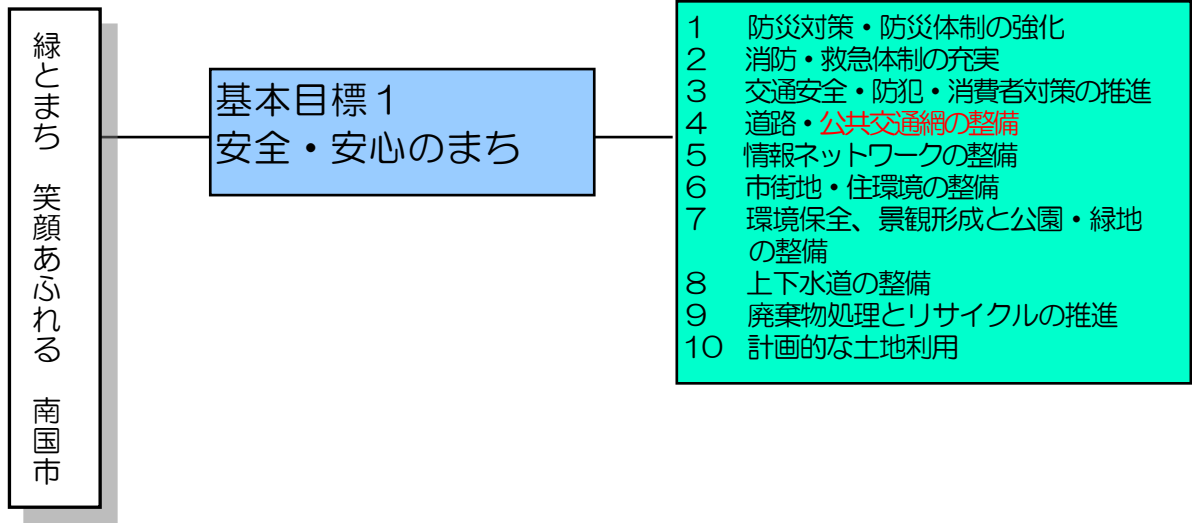 緑とまち　笑顔あふれる　南国市
基本目標１
安全・安心のまち
１　防災対策・防災体制の強化
２　消防・救急体制の充実
３　交通安全・防犯・消費者対策の推進
４　道路・公共交通網の整備
５　情報ネットワークの整備
６　市街地・住環境の整備
７　環境保全、景観形成と公園・緑地
の整備
８　上下水道の整備
９　廃棄物処理とリサイクルの推進
１０　計画的な土地利用